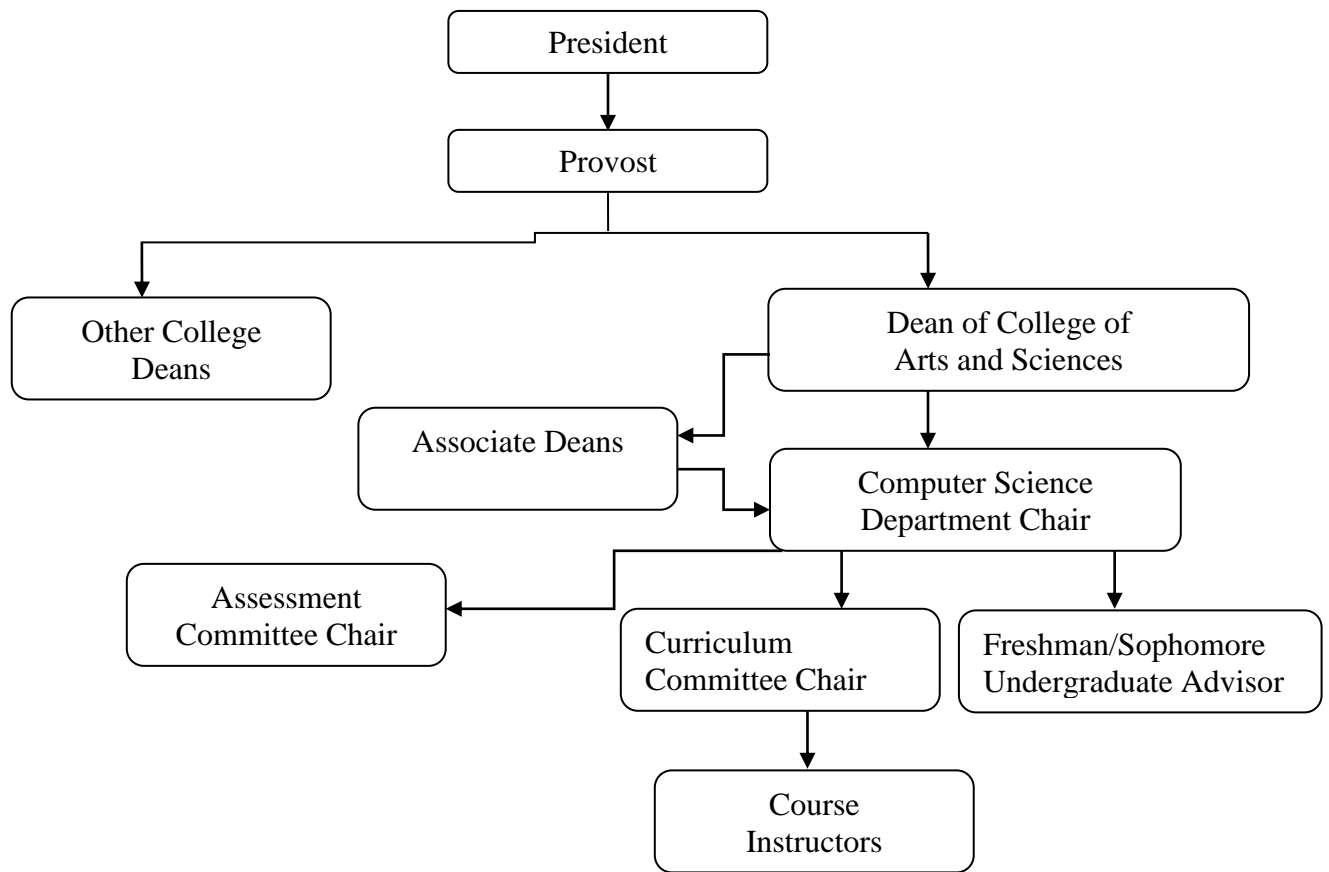 President
Provost
Other College
Deans
Dean of College of
Arts and Sciences
Associate Deans
Computer Science
Department Chair
Assessment
Committee Chair
Curriculum
Committee Chair
Freshman/Sophomore
Undergraduate Advisor
Course
Instructors